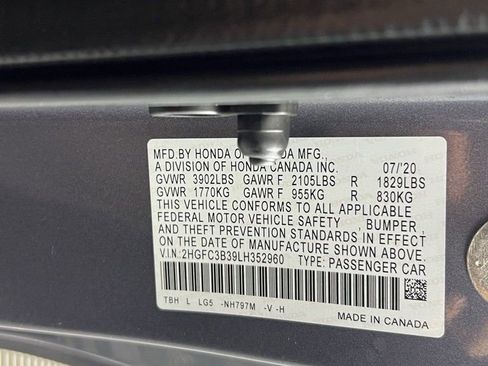 MFD.BY HONDA OF DA MFG.,
A DIVISION OF HONDA CANADA INC. 07/'20
GVWR 3902LBS GAWR F 2105LBS R 1829LBS
GVWR 1770KG GAWR F 955KG R 830KG
THIS VEHICLE CONFORMS TO ALL APPLICABLE
FEDERAL MOTOR VEHICLE SAFETY , BUMPER ,
AND THEFT PREVENTION STANDARDS IN EFFECT
ON THE DATE OF MANUFACTURE SHOWN ABOVE.
V.I.N:2HGFC3B39LH352960 TYPE: PASSENGER CAR
TBH L LG5 -NH797M -V -H
MADE IN CANADA